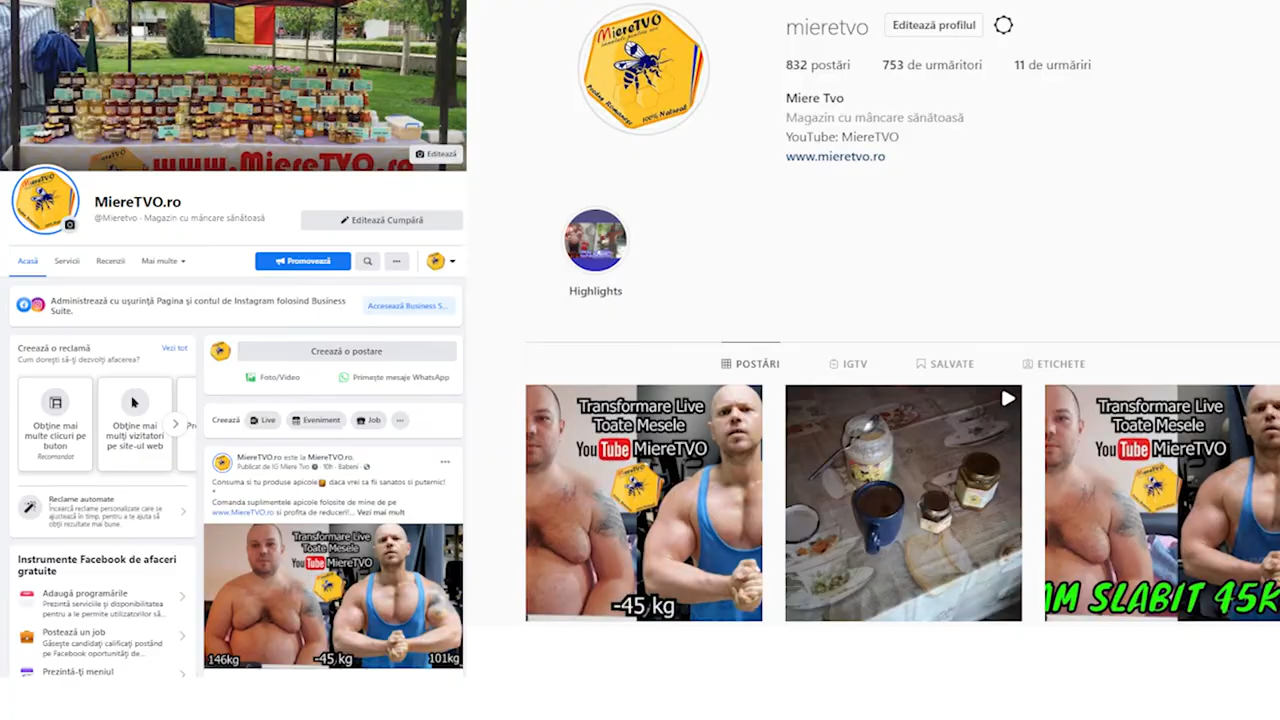 www.MiereTVO.ro
Editează
MiereTVO.ro
@Mieretvo · Magazin cu mâncare sănătoasă
Editează Cumpără
Acasă
Servicii
Recenzii
Mai multe
Promovează
Administrează cu ușurință Pagina și contul de Instagram folosind Business
Suite.
Accesează Business S...
Creează o reclamă
Vezi tot
Cum dorești să-ți dezvolți afacerea?
Obține mai
multe clicuri pe
buton
Recomandat
Obține mai
mulți vizitatori
pe site-ul web
Reclame automate
Încearcă reclame personalizate care se
ajustează în timp, pentru a te ajuta să
obții rezultate mai bune.
Instrumente Facebook de afaceri
gratuite
Adaugă programările
Prezintă serviciile și disponibilitatea
pentru a le permite utilizatorilor să...
Postează un job
Găsește candidați calificați postând
pe Facebook oportunități de...
Prezintă-ți meniul
Creează o postare
Foto/Video
Primește mesaje WhatsApp
Creează
Live
Eveniment
Job
MiereTVO.ro este la MiereTVO.ro.
Publicat de IG Miere Tvo · 10h · Babeni ·
Consuma si tu produse apicole daca vrei sa fii sanatos si puternic!
*
Comanda suplimentele apicole folosite de mine de pe
www.MiereTVO.ro si profita de reduceri!... Vezi mai mult
Transformare Live
Toate Mesele
YouTube MiereTVO
146kg
-45 kg
101kg
MiereTVO
Produs Românesc
100% Natural
mieretvo
Editează profilul
832 postări
753 de urmăritori
11 de urmăriri
Miere Tvo
Magazin cu mâncare sănătoasă
YouTube: MiereTVO
www.mieretvo.ro
Highlights
POSTĂRI
IGTV
SALVATE
ETICHETE
Transformare Live
Toate Mesele
YouTube MiereTVO
-45 kg
Transformare Live
Toate Mesele
YouTube MiereTVO
AM SLABIT 45K